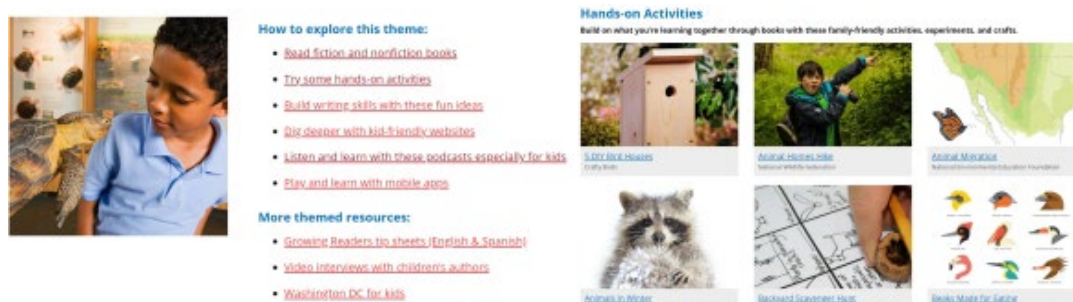 How to explore this theme:
Read fiction and nonfiction books
Try some hands-on activities
Build writing skills with these fun ideas
Dig deeper with kid-friendly websites
Listen and learn with these podcasts especially for kids
Play and learn with mobile apps
More themed resources:
Growing Readers tip sheets (English & Spanish)
Video interviews with children's authors
Washington DC for kids
Hands-on Activities
Build on what you're learning together through books with these family-friendly activities, experiments, and crafts.
5 DIY Bird Houses
Crafty Birds
Animal Homes Hike
National Wildlife Federation
Animal Migration
National Environmental Education Foundation
Animals in Winter
Backyard Scavenger Hunt
Beaks Made for Eating